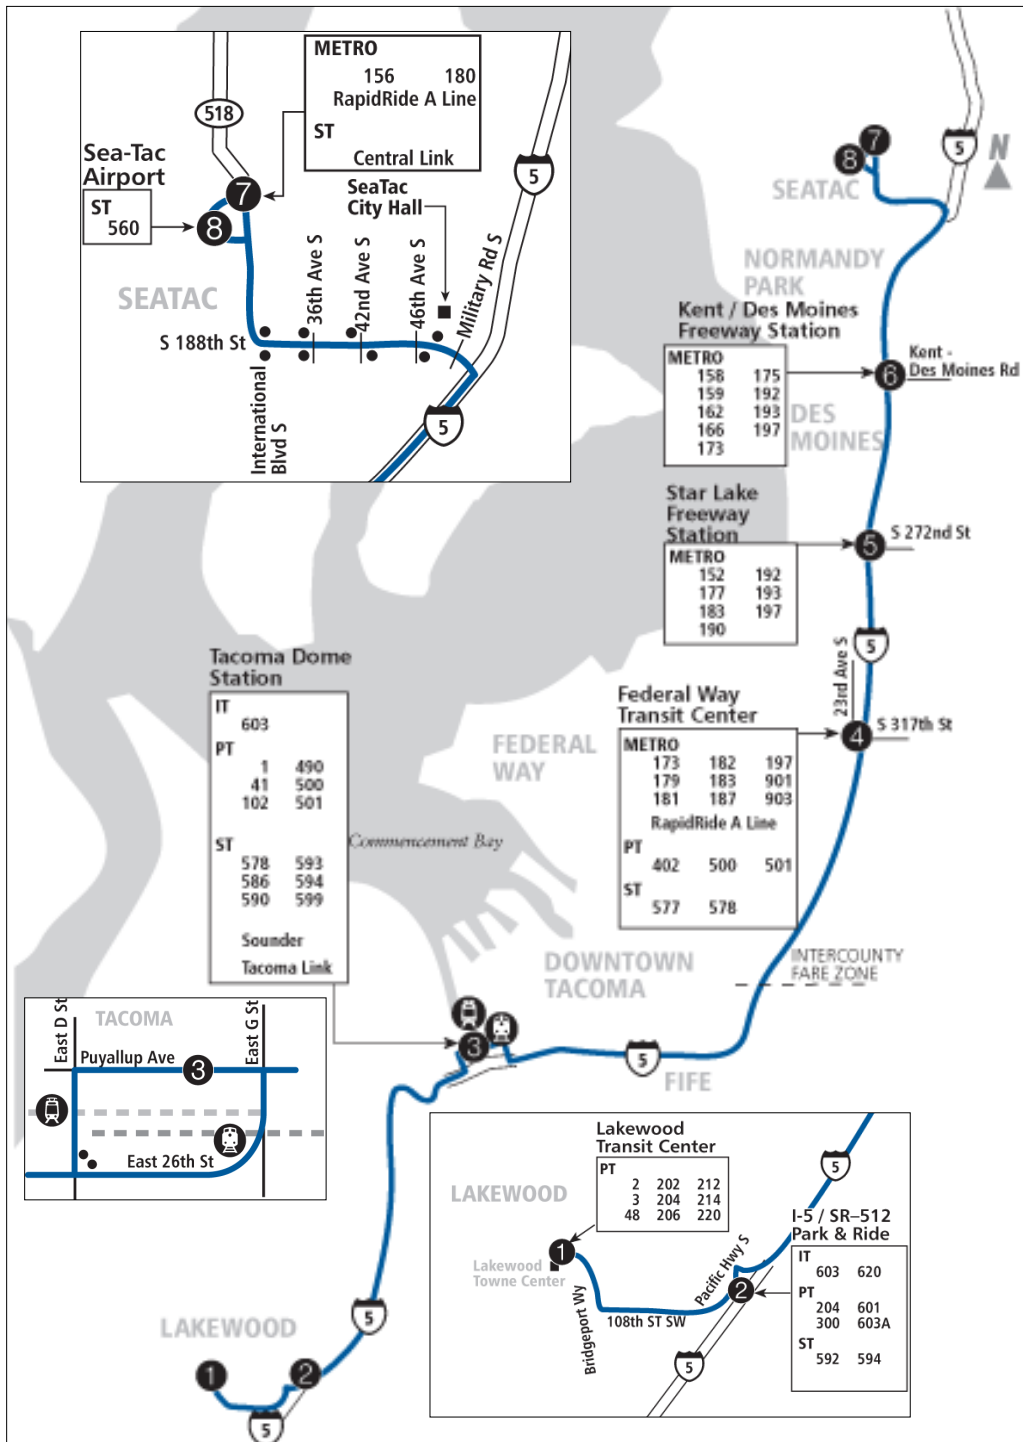 METRO
156 180
RapidRide A Line
ST
Central Link
518
Sea-Tac
Airport
ST
560
7
8
SeaTac
City Hall
5
SEATAC
36th Ave S
42nd Ave S
46th Ave S
Military Rd S
S 188th St
International
Blvd S
5
7
8
5
N
SEATAC
NORMANDY
PARK
Kent / Des Moines
Freeway Station
METRO
158 175
159 192
162 193
166 197
173
6
Kent -
Des Moines Rd
DES
MOINES
Star Lake
Freeway
Station
METRO
152 192
177 193
183 197
190
5
S 272nd St
5
23rd Ave S
Federal Way
Transit Center
METRO
173 182 197
179 183 901
181 187 903
RapidRide A Line
PT
402 500 501
ST
577 578
4
S 317th St
FEDERAL
WAY
Tacoma Dome
Station
IT
603
PT
1 490
41 500
102 501
ST
578 593
586 594
590 599
Sounder
Tacoma Link
Commencement Bay
DOWNTOWN
TACOMA
INTERCOUNTY
FARE ZONE
3
5
FIFE
East D St
TACOMA
East G St
Puyallup Ave
3
East 26th St
Lakewood
Transit Center
PT
2 202 212
3 204 214
48 206 220
LAKEWOOD
1
Lakewood
Towne Center
Bridgeport Wy
108th ST SW
Pacific Hwy S
2
5
5
I-5 / SR–512
Park & Ride
IT
603 620
PT
204 601
300 603A
ST
592 594
LAKEWOOD
5
1
2
5